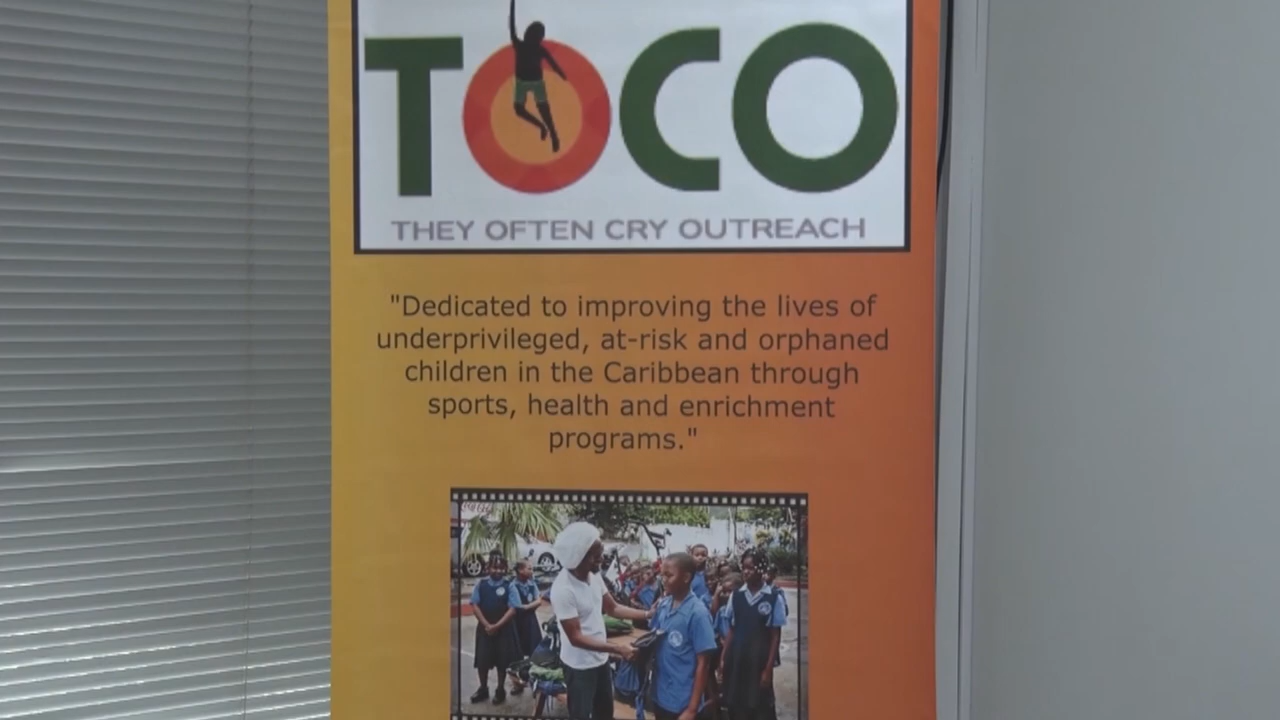 TOCO
THEY OFTEN CRY OUTREACH
"Dedicated to improving the lives of
underprivileged, at-risk and orphaned
children in the Caribbean through
sports, health and enrichment
programs."